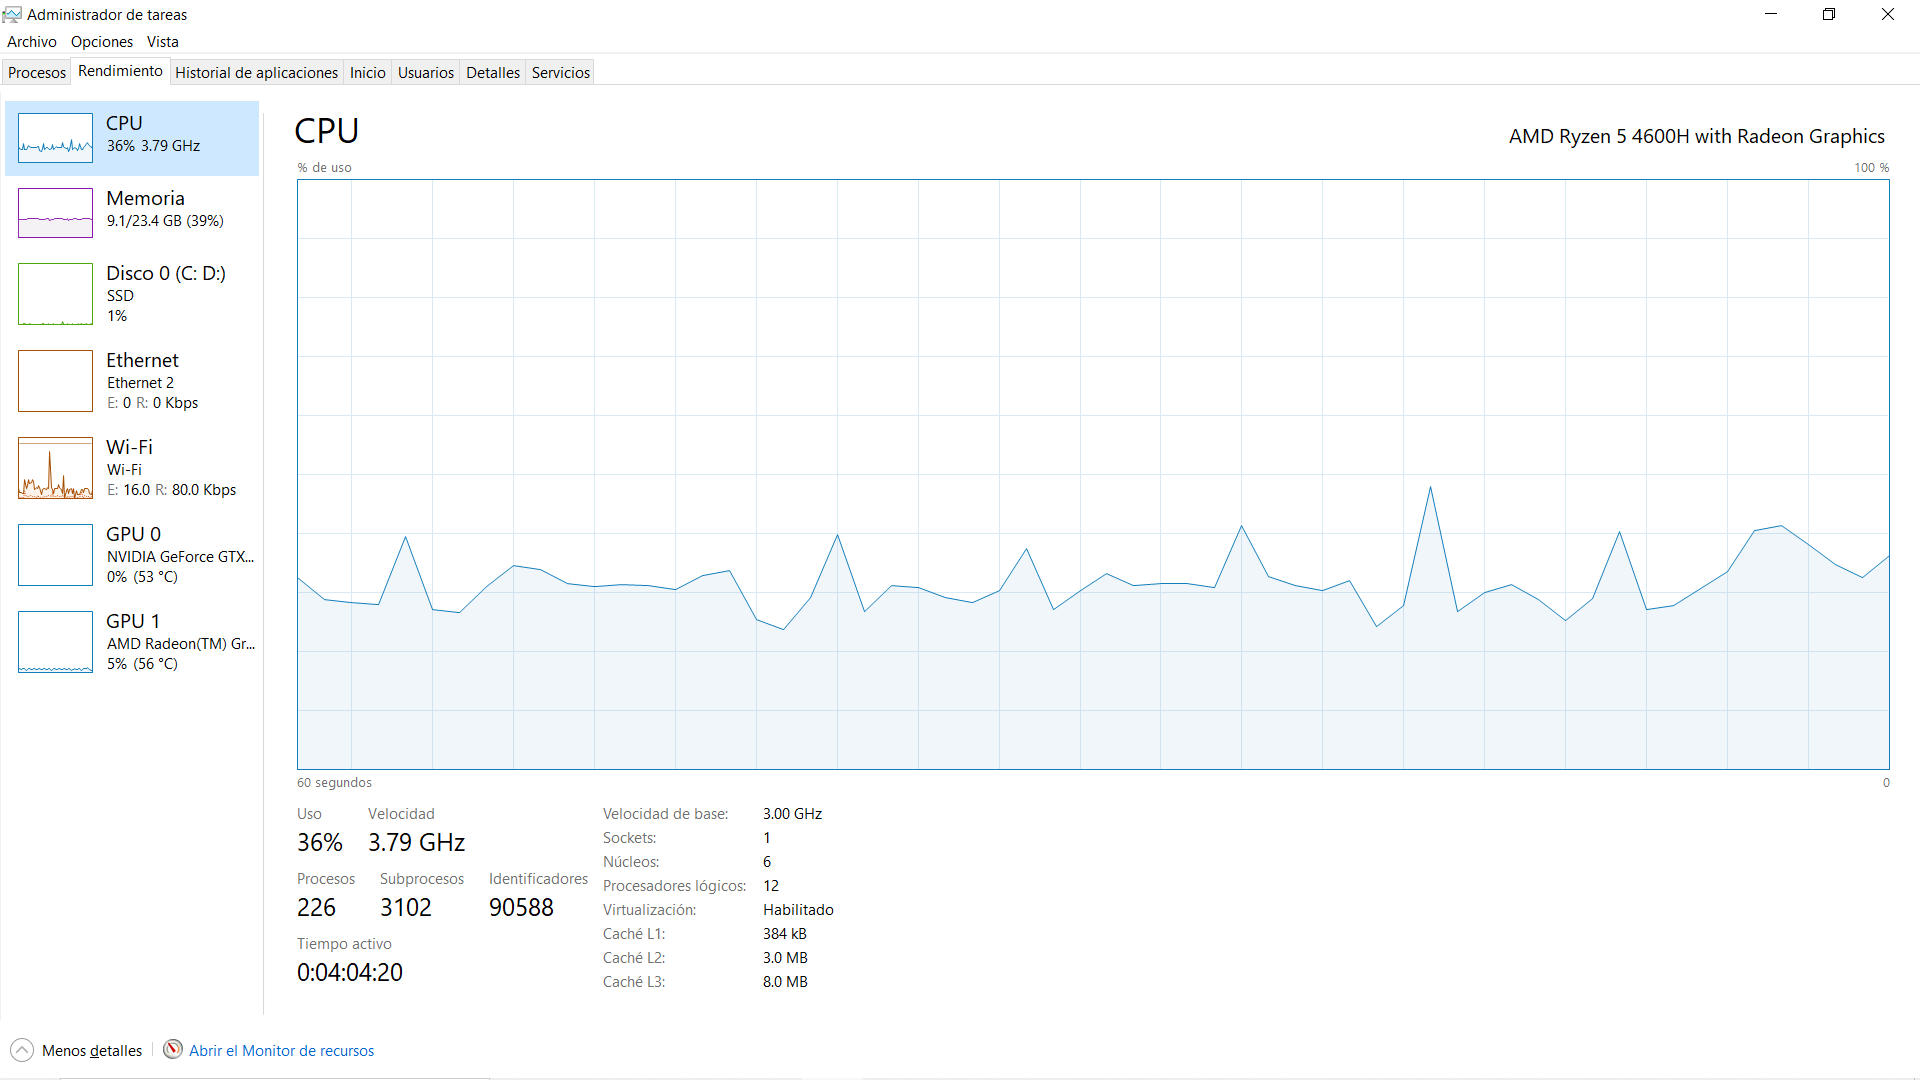 Administrador de tareas
Archivo Opciones Vista
Procesos Rendimiento Historial de aplicaciones Inicio Usuarios Detalles Servicios
CPU
36% 3.79 GHz
Memoria
9.1/23.4 GB (39%)
Disco 0 (C: D:)
SSD
1%
Ethernet
Ethernet 2
E: 0 R: 0 Kbps
Wi-Fi
Wi-Fi
E: 16.0 R: 80.0 Kbps
GPU 0
NVIDIA GeForce GTX...
0% (53 °C)
GPU 1
AMD Radeon(TM) Gr...
5% (56 °C)
CPU
AMD Ryzen 5 4600H with Radeon Graphics
% de uso 100 %
60 segundos 0
Uso Velocidad
36% 3.79 GHz
Procesos Subprocesos Identificadores
226 3102 90588
Tiempo activo
0:04:04:20
Velocidad de base: 3.00 GHz
Sockets: 1
Núcleos: 6
Procesadores lógicos: 12
Virtualización: Habilitado
Caché L1: 384 kB
Caché L2: 3.0 MB
Caché L3: 8.0 MB
Menos detalles Abrir el Monitor de recursos